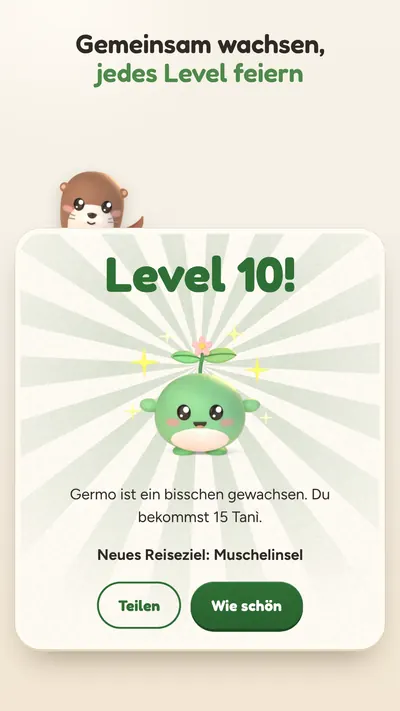 Gemeinsam wachsen,
jedes Level feiern
Level 10!
Germo ist ein bisschen gewachsen. Du
bekommst 15 Tanì.
Neues Reiseziel: Muschelinsel
Teilen
Wie schön